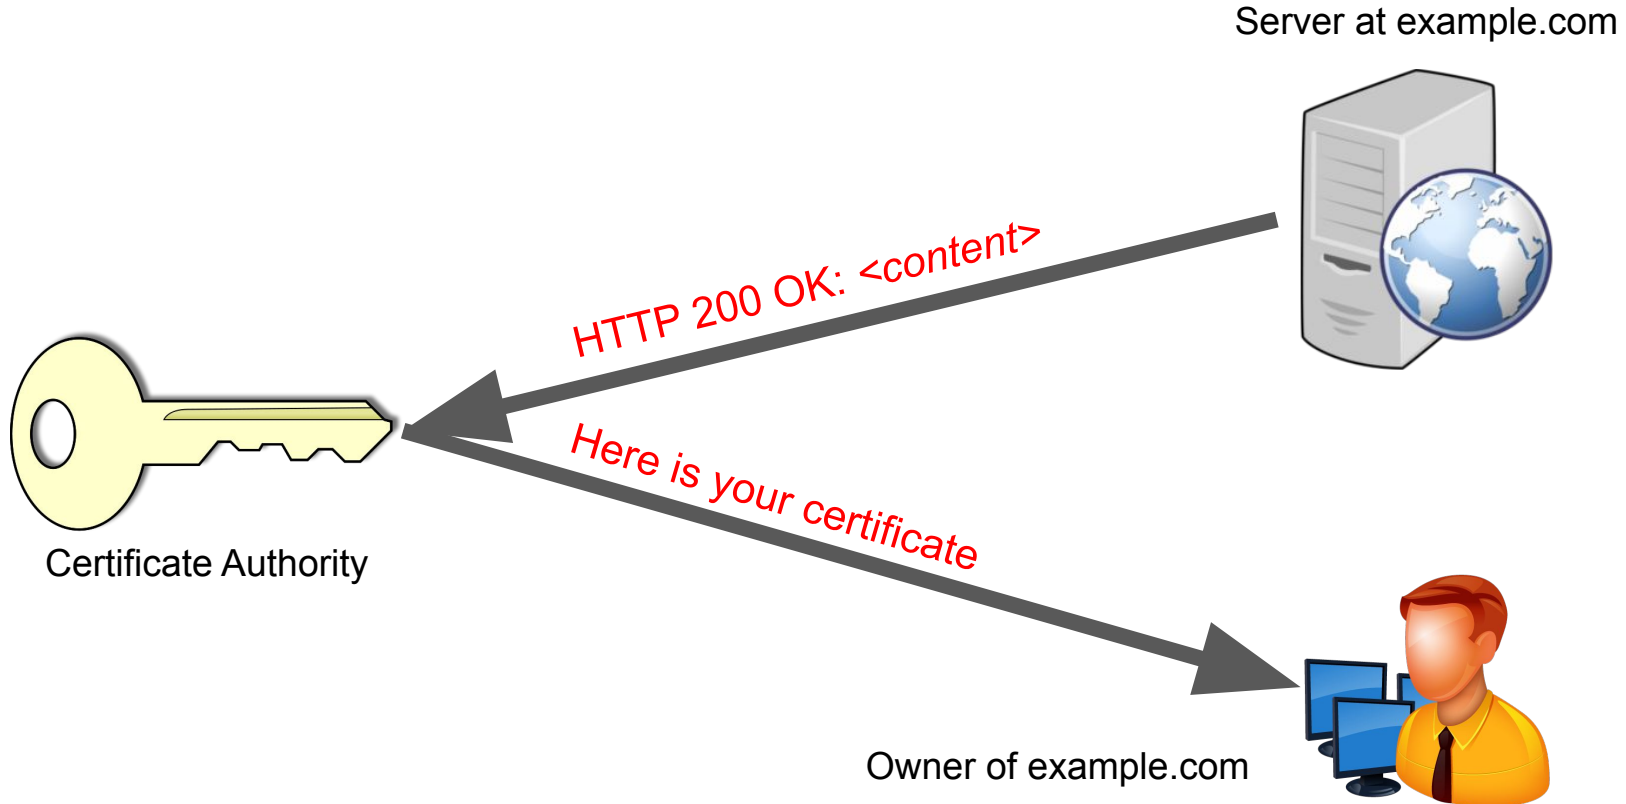 Server at example.com
HTTP 200 OK: <content>
Here is your certificate
Certificate Authority
Owner of example.com